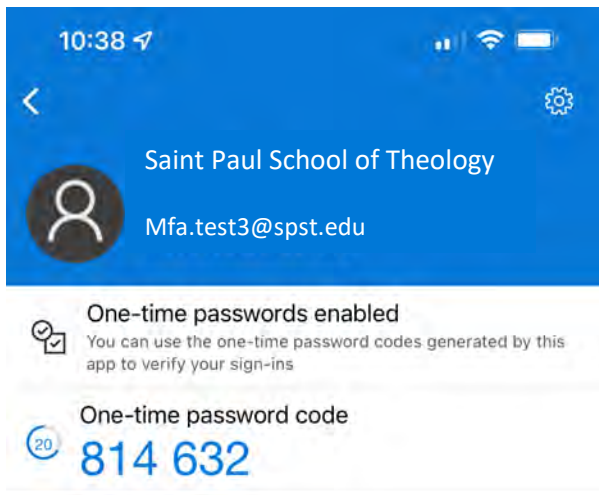 10:38
Saint Paul School of Theology
Mfa.test3@spst.edu
One-time passwords enabled
You can use the one-time password codes generated by this
app to verify your sign-ins
One-time password code
20
814 632